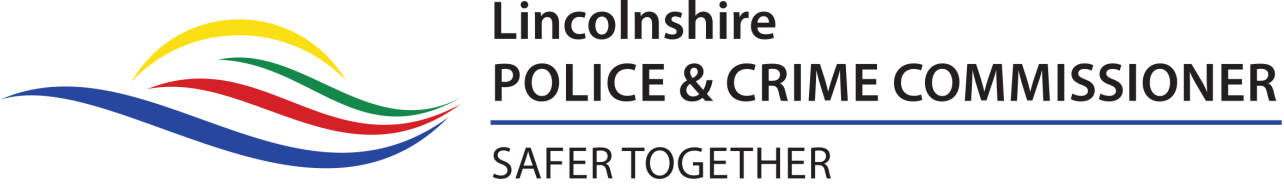 Lincolnshire
POLICE & CRIME COMMISSIONER
SAFER TOGETHER